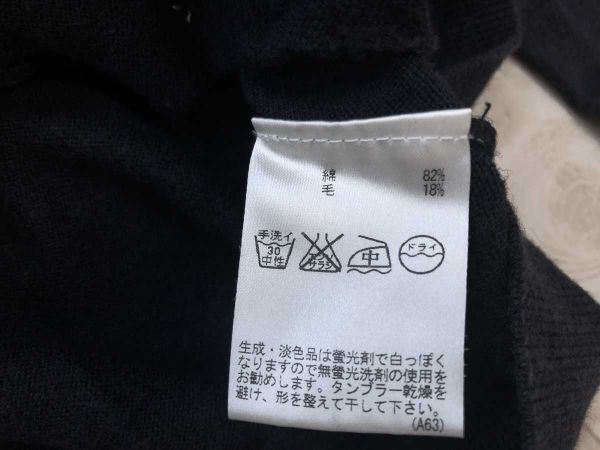 綿 82%
毛 18%
手洗イ
30
中性
エンソ
サラシ
中
ドライ
生成・淡色品は螢光剤で白っぽく
なりますので無螢光洗剤の使用を
お勧めします。タンブラー乾燥を
避け、形を整えて干して下さい。
(A63)